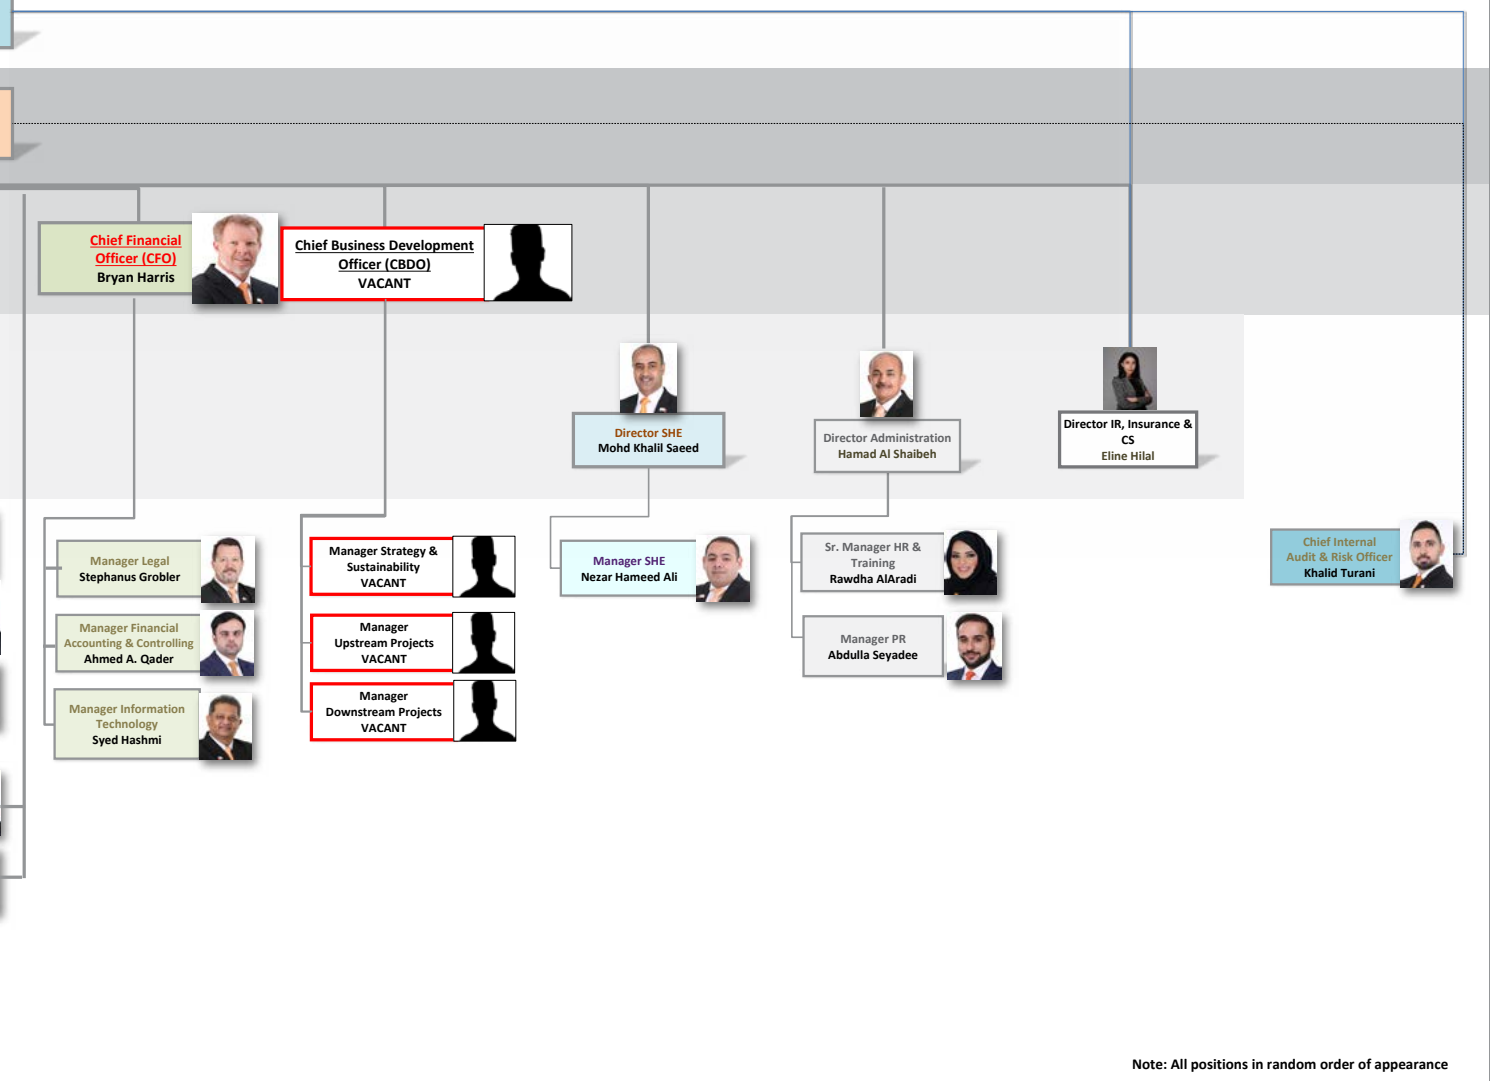 Chief Financial
Officer (CFO)
Bryan Harris
Chief Business Development
Officer (CBDO)
VACANT
Director SHE
Mohd Khalil Saeed
Director Administration
Hamad Al Shaibeh
Director IR, Insurance &
CS
Eline Hilal
Manager Legal
Stephanus Grobler
Manager Financial
Accounting & Controlling
Ahmed A. Qader
Manager Information
Technology
Syed Hashmi
Manager Strategy &
Sustainability
VACANT
Manager
Upstream Projects
VACANT
Manager
Downstream Projects
VACANT
Manager SHE
Nezar Hameed Ali
Sr. Manager HR &
Training
Rawdha AlAradi
Manager PR
Abdulla Seyadee
Chief Internal
Audit & Risk Officer
Khalid Turani
Note: All positions in random order of appearance